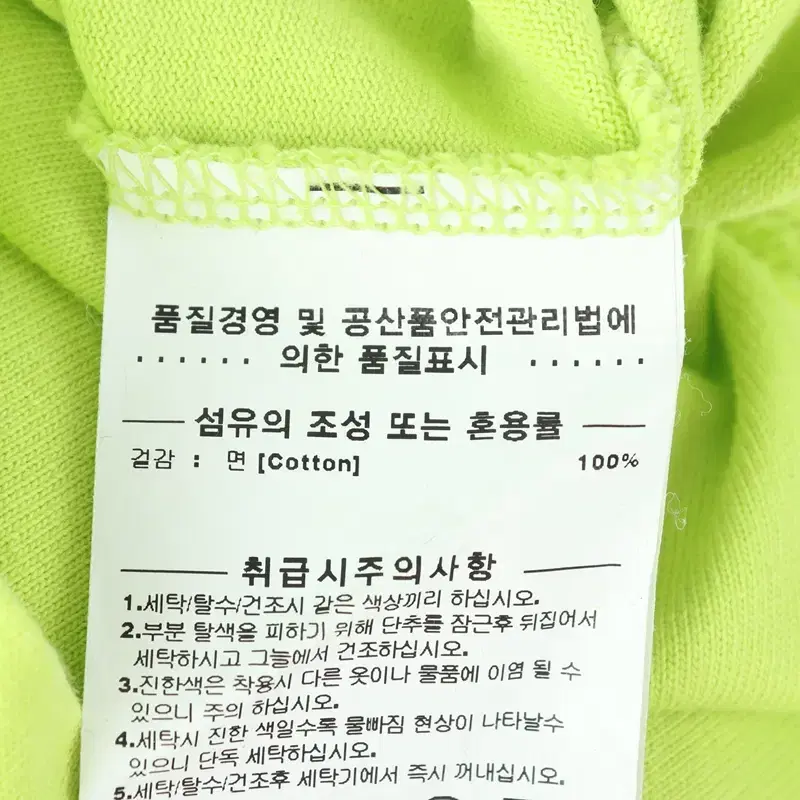 품질경영 및 공산품안전관리법에
...... 의한 품질표시 ......
섬유의 조성 또는 혼용률
겉감 : 면 [Cotton] 100%
취급시주의사항
1.세탁/탈수/건조시 같은 색상끼리 하십시오.
2.부분 탈색을 피하기 위해 단추를 잠근후 뒤집어서
세탁하시고 그늘에서 건조하십시오.
3.진한색은 착용시 다른 옷이나 물품에 이염 될 수
있으니 주의 하십시오.
4.세탁시 진한 색일수록 물빠짐 현상이 나타날수
있으니 단독 세탁하십시오.
5.세탁/탈수/건조후 세탁기에서 즉시 꺼내십시오.